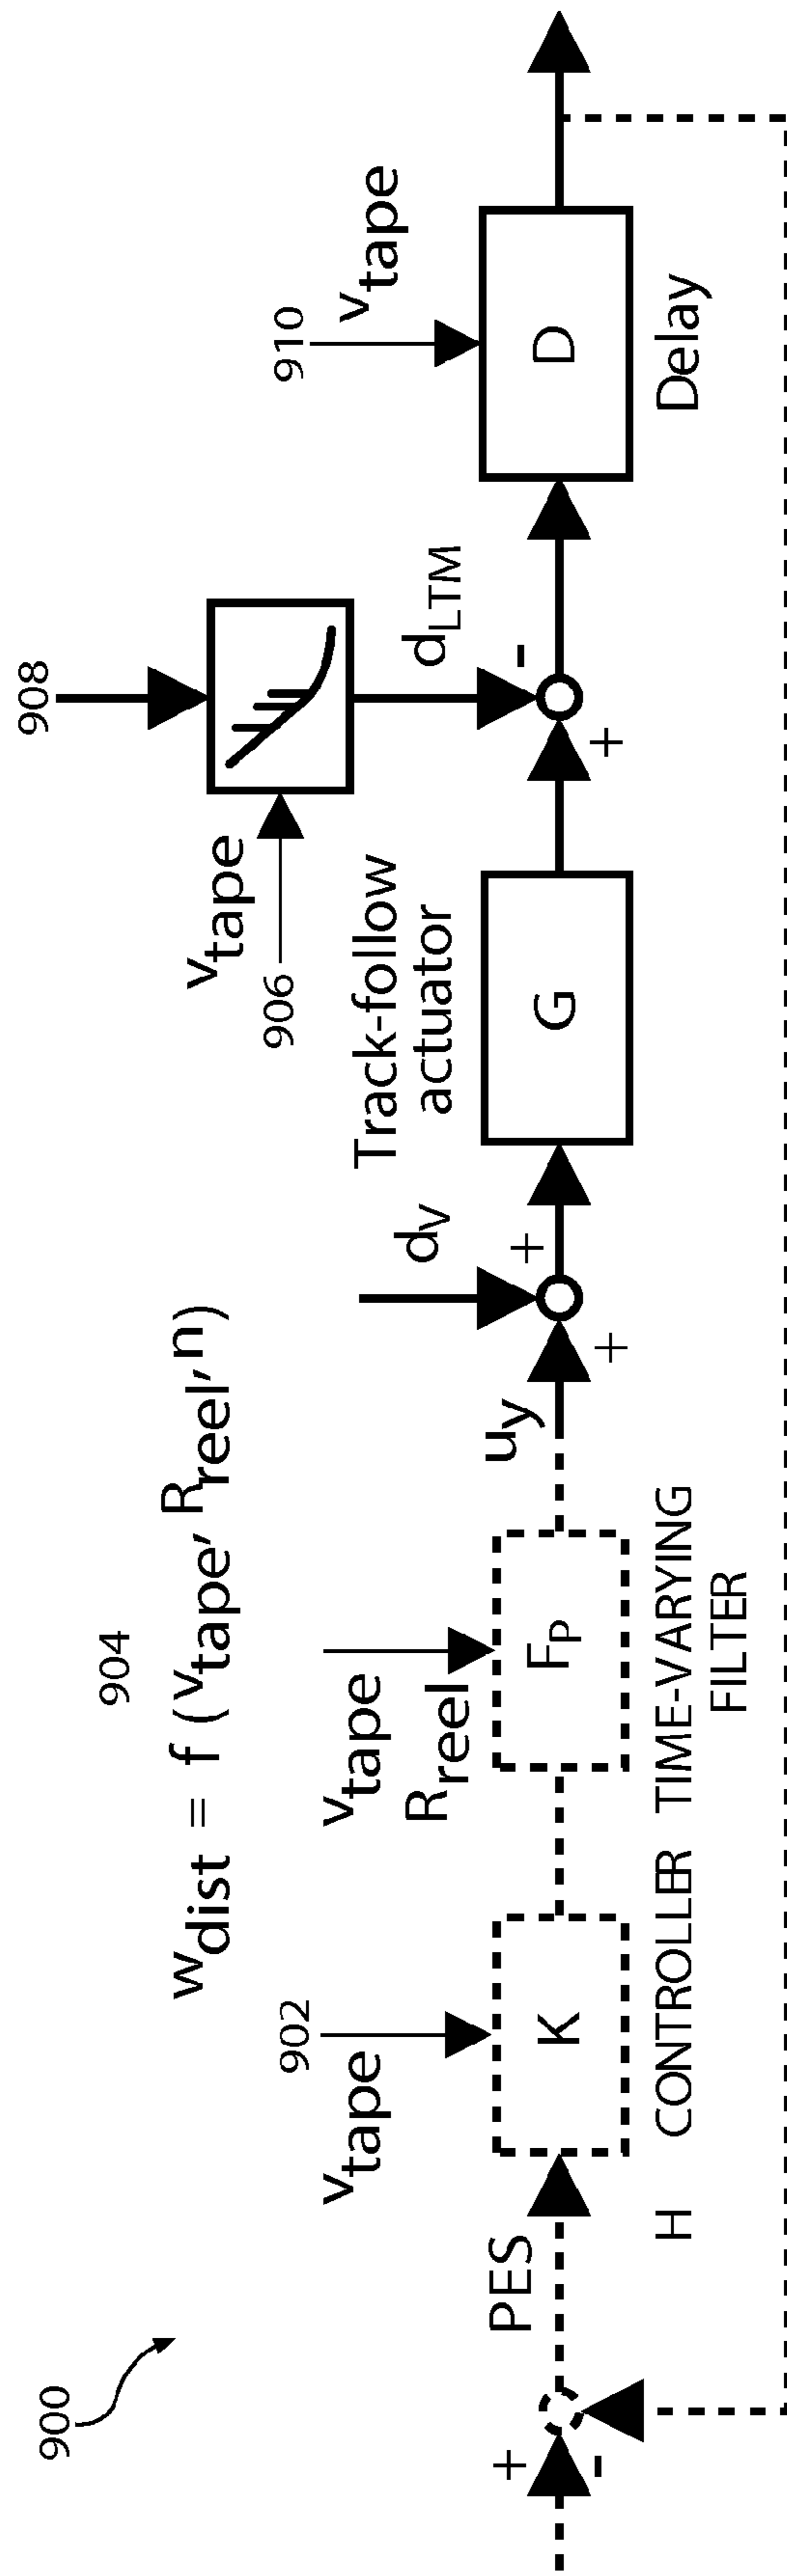 900
904
w_dist = f (v_tape, R_reel, n)
908
906
v_tape
910
v_tape
902
v_tape
v_tape
R_reel
Track-follow
actuator
d_LTM
d_v
PES
u_y
+
-
+
+
+
-
K
F_P
G
D
H CONTROLLER
TIME-VARYING
FILTER
Delay